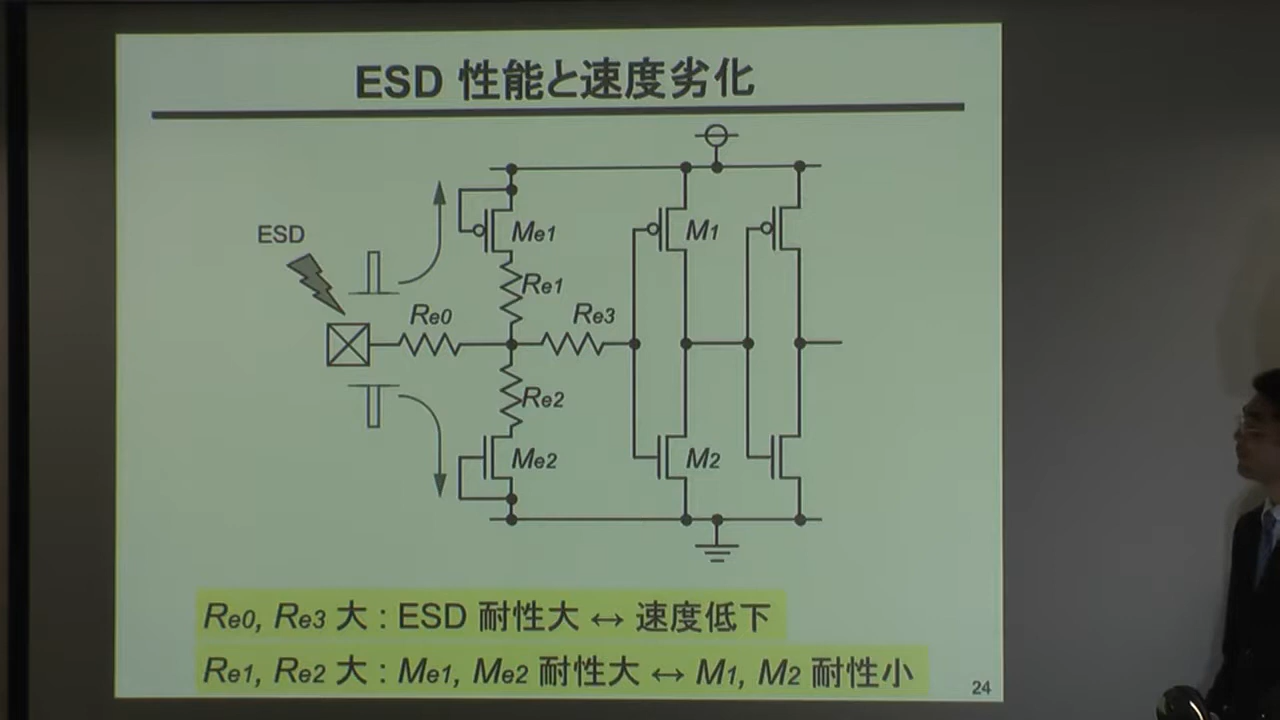 ESD 性能と速度劣化
ESD
Me1
M1
Re1
Re0
Re3
Re2
Me2
M2
Re0, Re3 大 : ESD 耐性大 ↔ 速度低下
Re1, Re2 大 : Me1, Me2 耐性大 ↔ M1, M2 耐性小
24